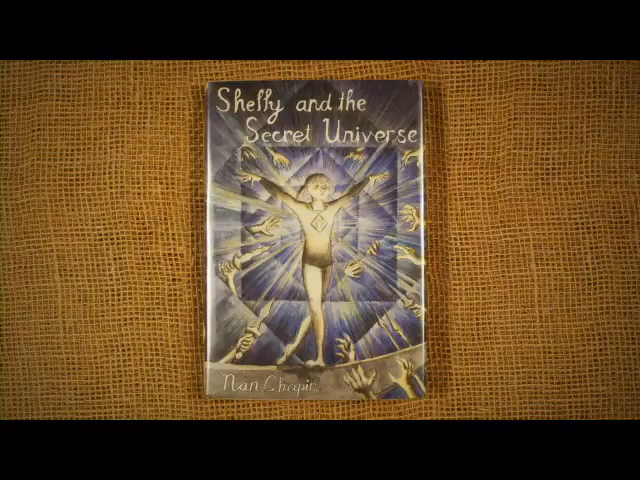 Shelly and the
Secret Universe
Nan Chapin